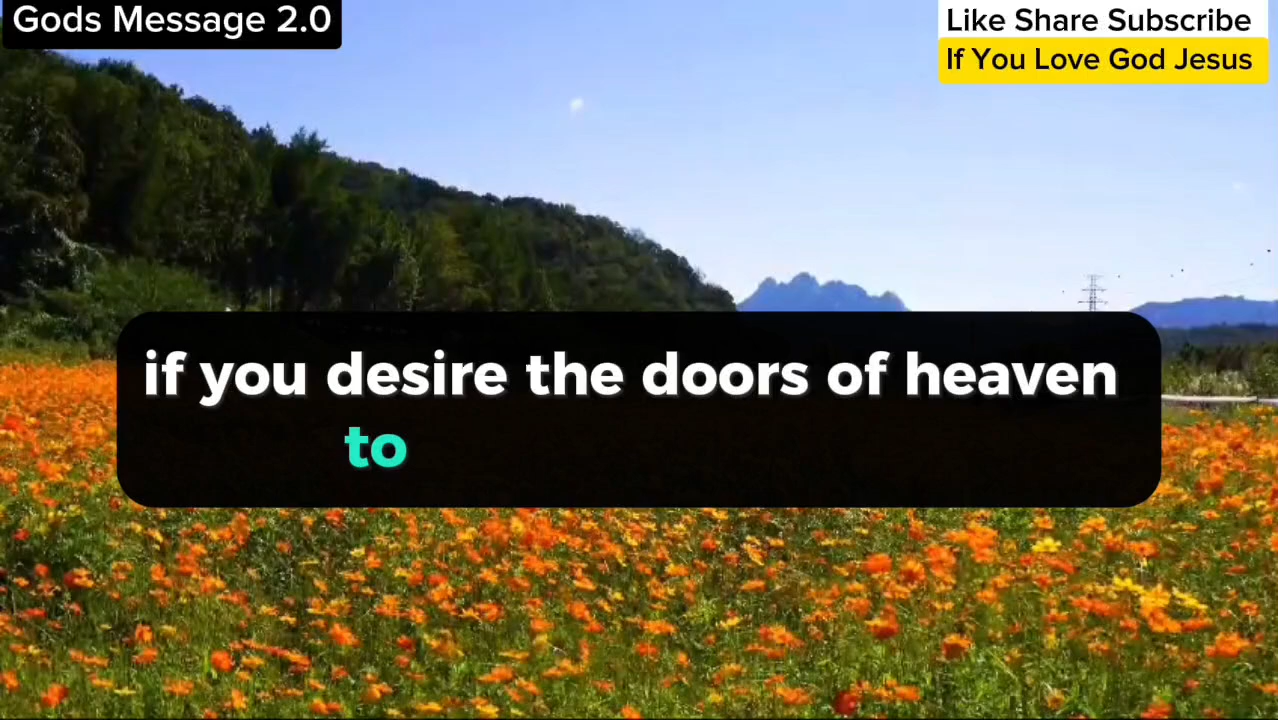 Gods Message 2.0
Like Share Subscribe
If You Love God Jesus
if you desire the doors of heaven
to